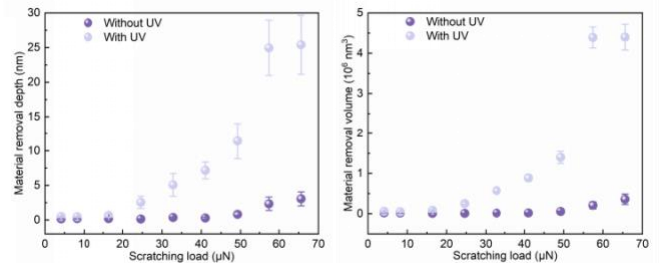 Without UV
With UV
Material removal depth (nm)
30
25
20
15
10
5
0
0 10 20 30 40 50 60 70
Scratching load (μN)
Without UV
With UV
Material removal volume (10⁶ nm³)
5
4
3
2
1
0
0 10 20 30 40 50 60 70
Scratching load (μN)